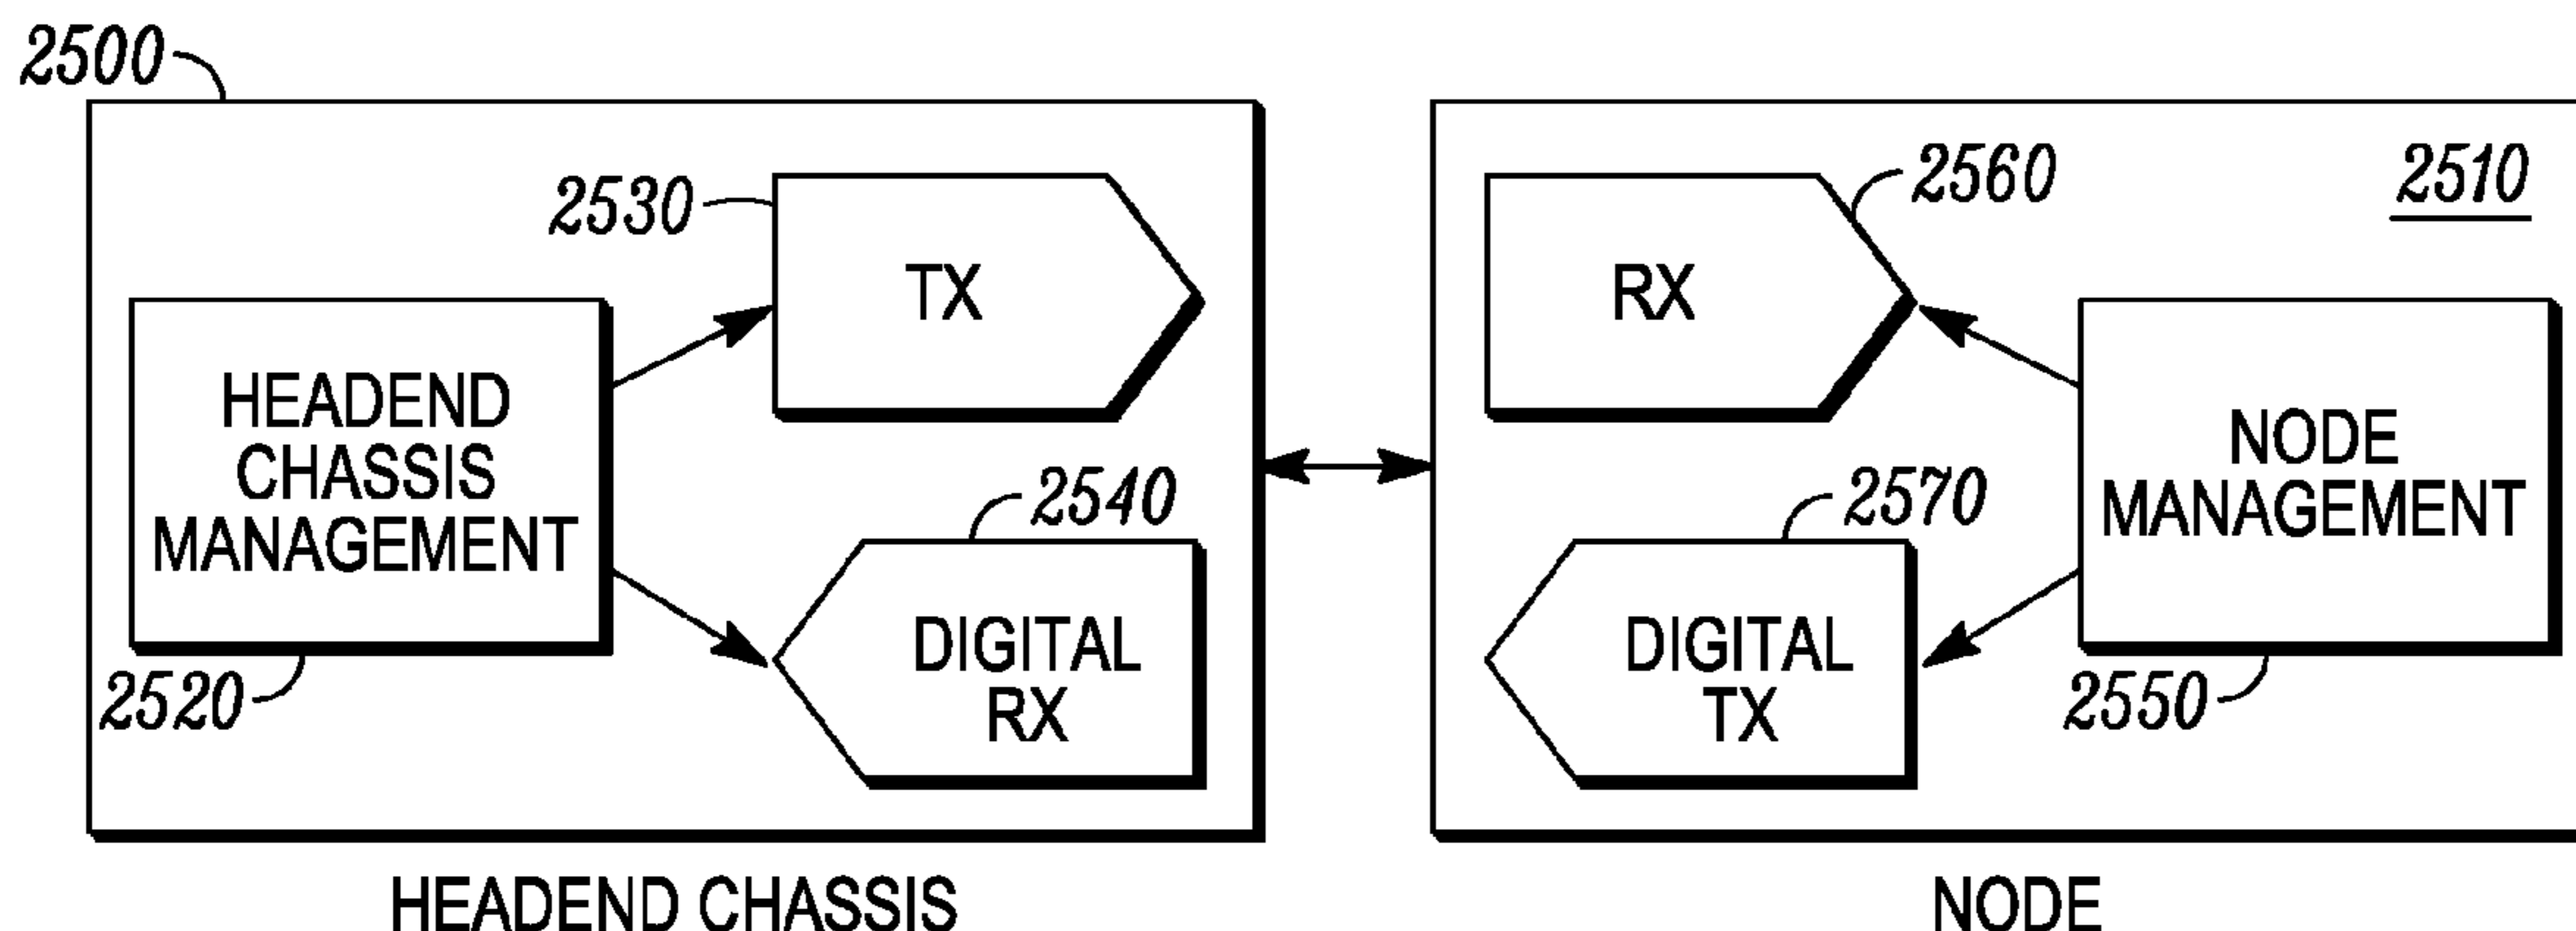 2500
2530
TX
2560
2510
RX
HEADEND
CHASSIS
MANAGEMENT
2540
2570
NODE
MANAGEMENT
DIGITAL
RX
DIGITAL
TX
2520
2550
HEADEND CHASSIS
NODE